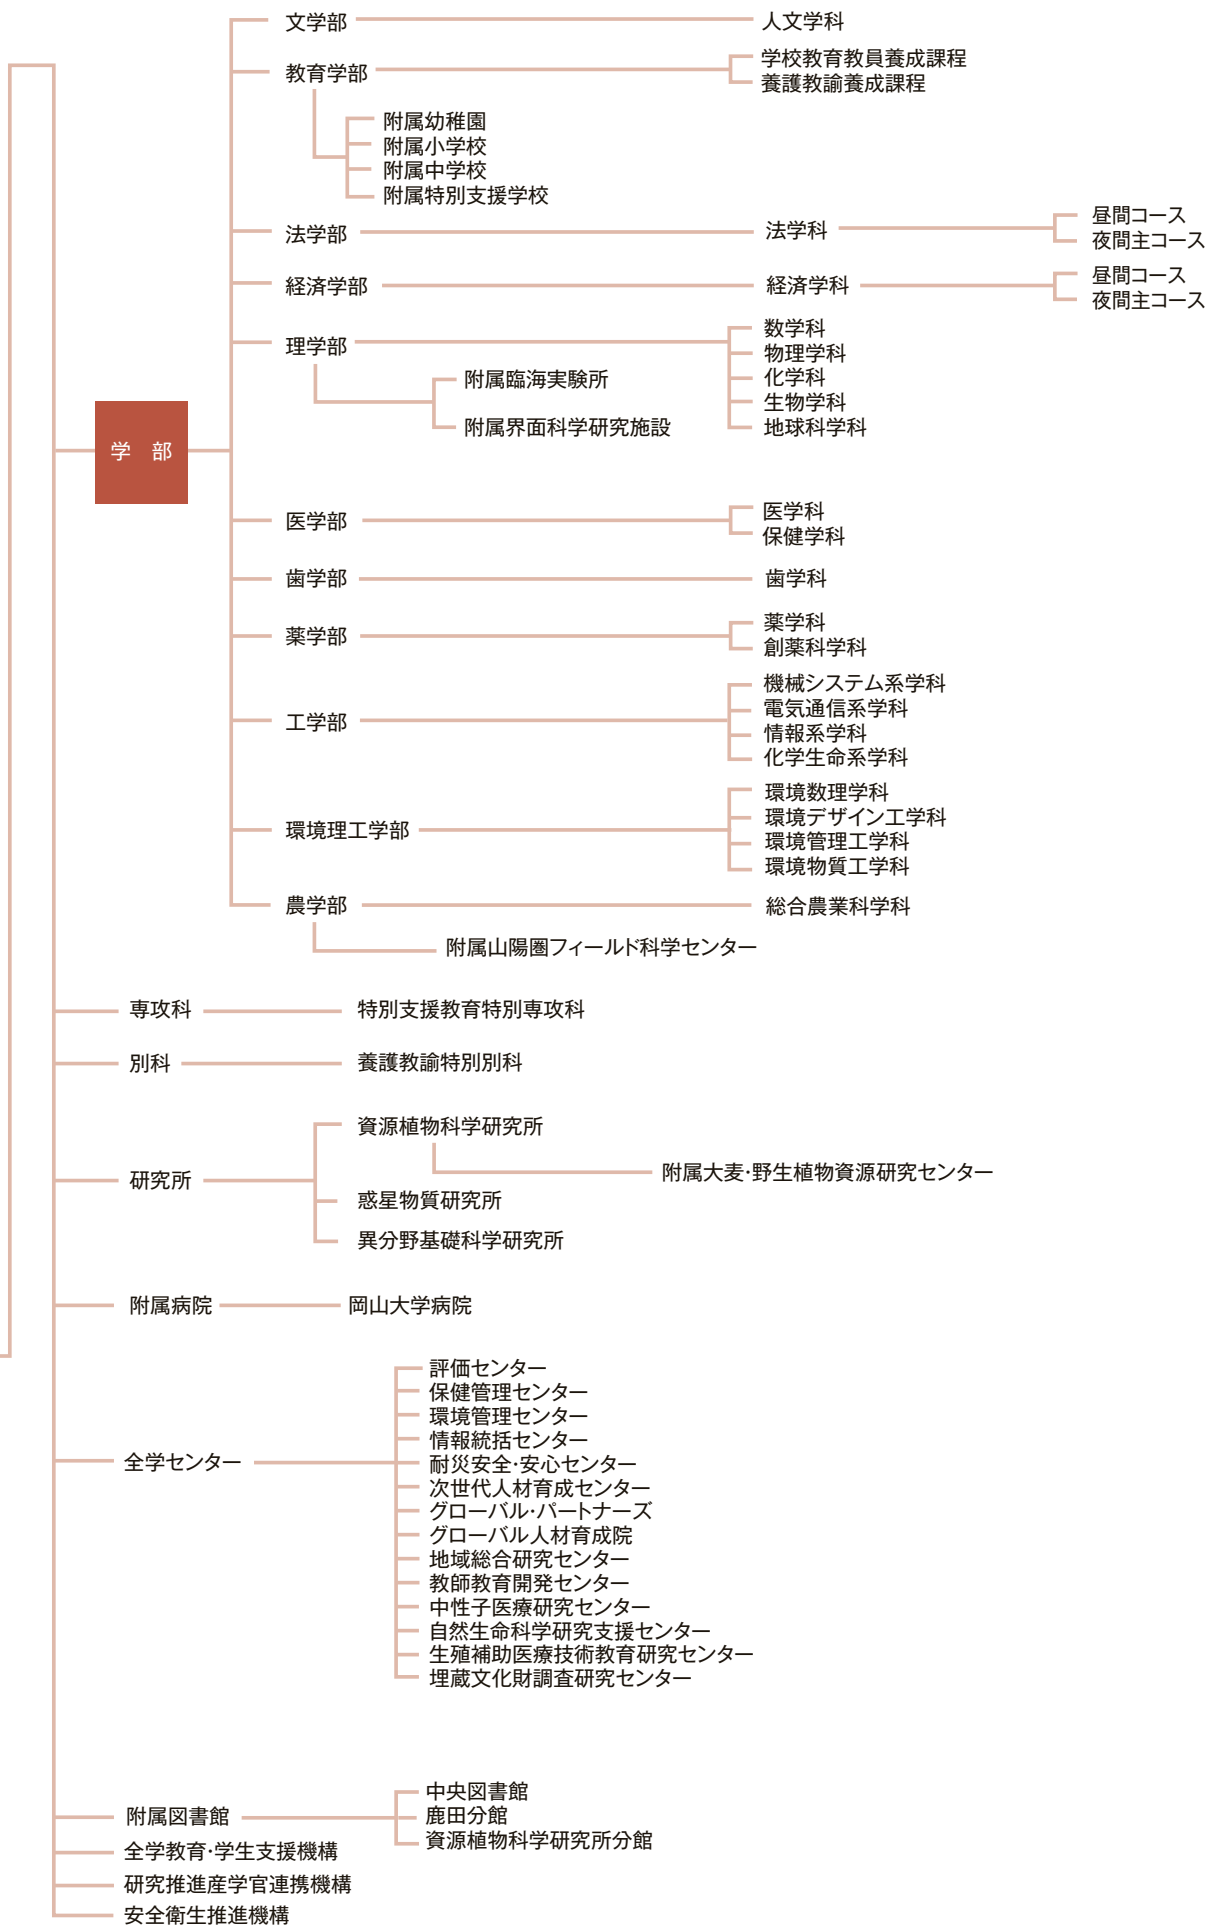 文学部
人文学科
教育学部
学校教育教員養成課程
養護教諭養成課程
附属幼稚園
附属小学校
附属中学校
附属特別支援学校
法学部
法学科
昼間コース
夜間主コース
経済学部
経済学科
昼間コース
夜間主コース
理学部
数学科
物理学科
化学科
生物学科
地球科学科
附属臨海実験所
附属界面科学研究施設
学 部
医学部
医学科
保健学科
歯学部
歯学科
薬学部
薬学科
創薬科学科
工学部
機械システム系学科
電気通信系学科
情報系学科
化学生命系学科
環境理工学部
環境数理学科
環境デザイン工学科
環境管理工学科
環境物質工学科
農学部
総合農業科学科
附属山陽圏フィールド科学センター
専攻科
特別支援教育特別専攻科
別科
養護教諭特別別科
研究所
資源植物科学研究所
附属大麦・野生植物資源研究センター
惑星物質研究所
異分野基礎科学研究所
附属病院
岡山大学病院
全学センター
評価センター
保健管理センター
環境管理センター
情報統括センター
耐災安全・安心センター
次世代人材育成センター
グローバル・パートナーズ
グローバル人材育成院
地域総合研究センター
教師教育開発センター
中性子医療研究センター
自然生命科学研究支援センター
生殖補助医療技術教育研究センター
埋蔵文化財調査研究センター
附属図書館
中央図書館
鹿田分館
資源植物科学研究所分館
全学教育・学生支援機構
研究推進産学官連携機構
安全衛生推進機構